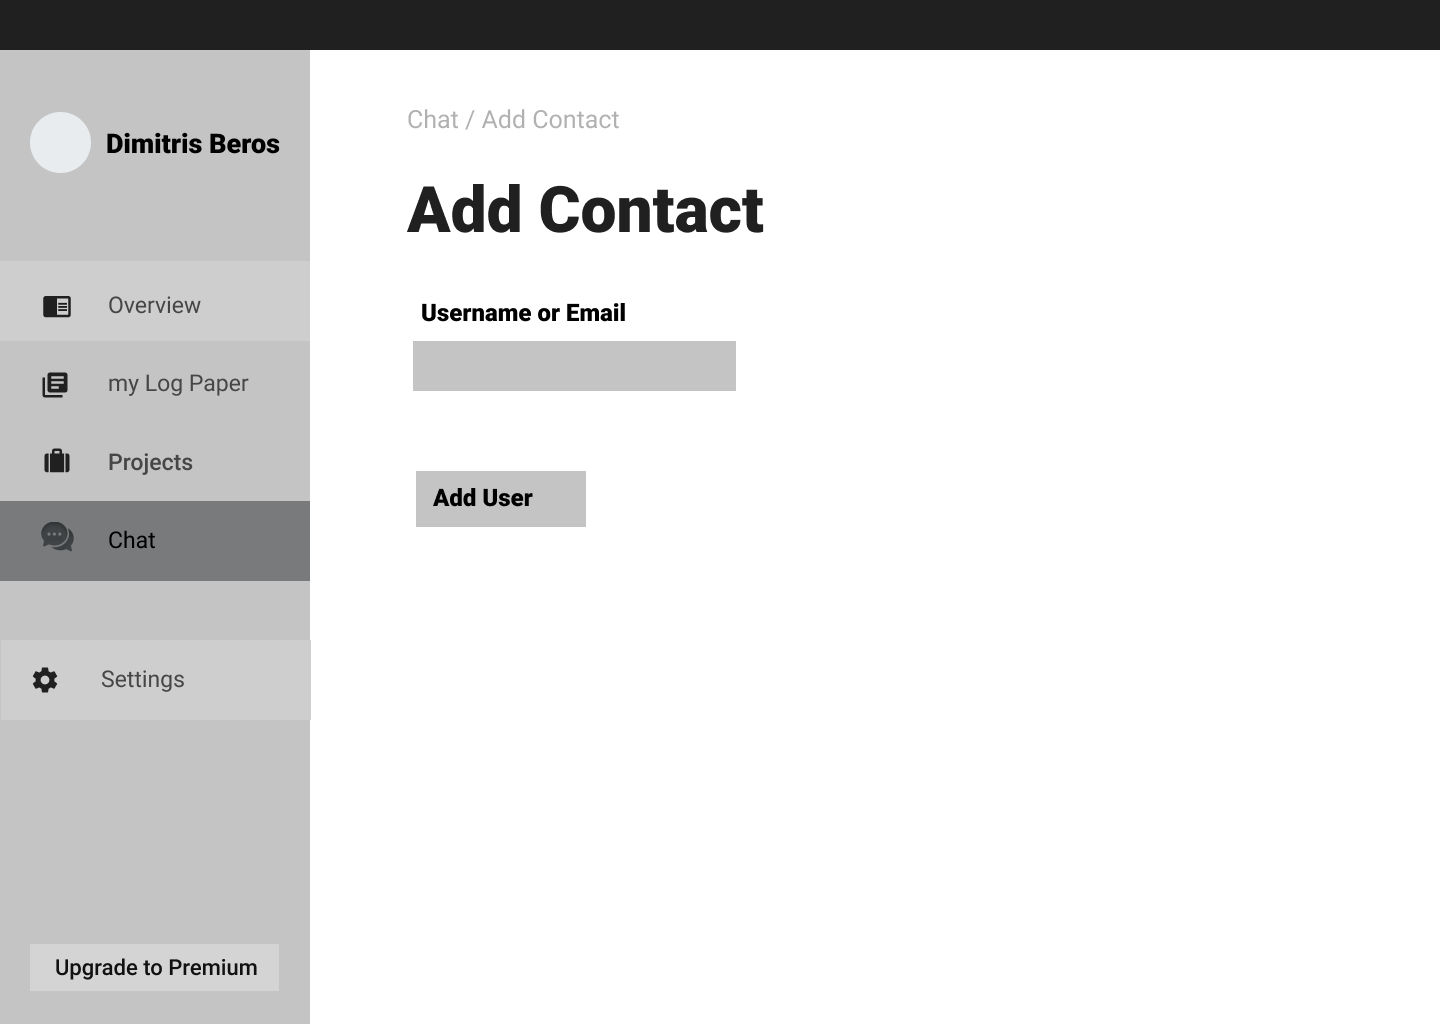 Dimitris Beros
Overview
my Log Paper
Projects
Chat
Settings
Upgrade to Premium
Chat / Add Contact
Add Contact
Username or Email
Add User